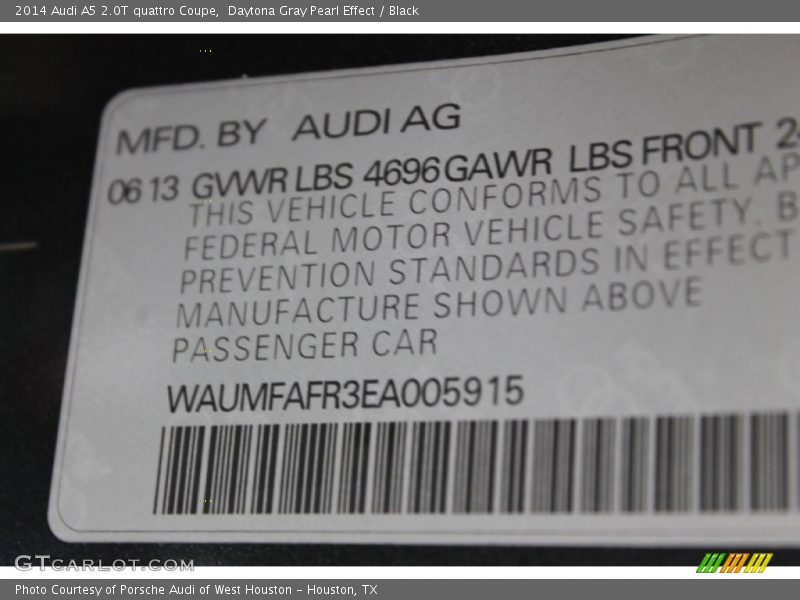 2014 Audi A5 2.0T quattro Coupe,  Daytona Gray Pearl Effect / Black
MFD. BY   AUDI AG
06 13  GVWR LBS  4696 GAWR  LBS FRONT
THIS VEHICLE CONFORMS TO ALL
FEDERAL MOTOR VEHICLE SAFETY,
PREVENTION STANDARDS IN EFFECT
MANUFACTURE SHOWN ABOVE
PASSENGER CAR
WAUMFAFR3EA005915
GTCARLOT.COM
Photo Courtesy of Porsche Audi of West Houston – Houston, TX